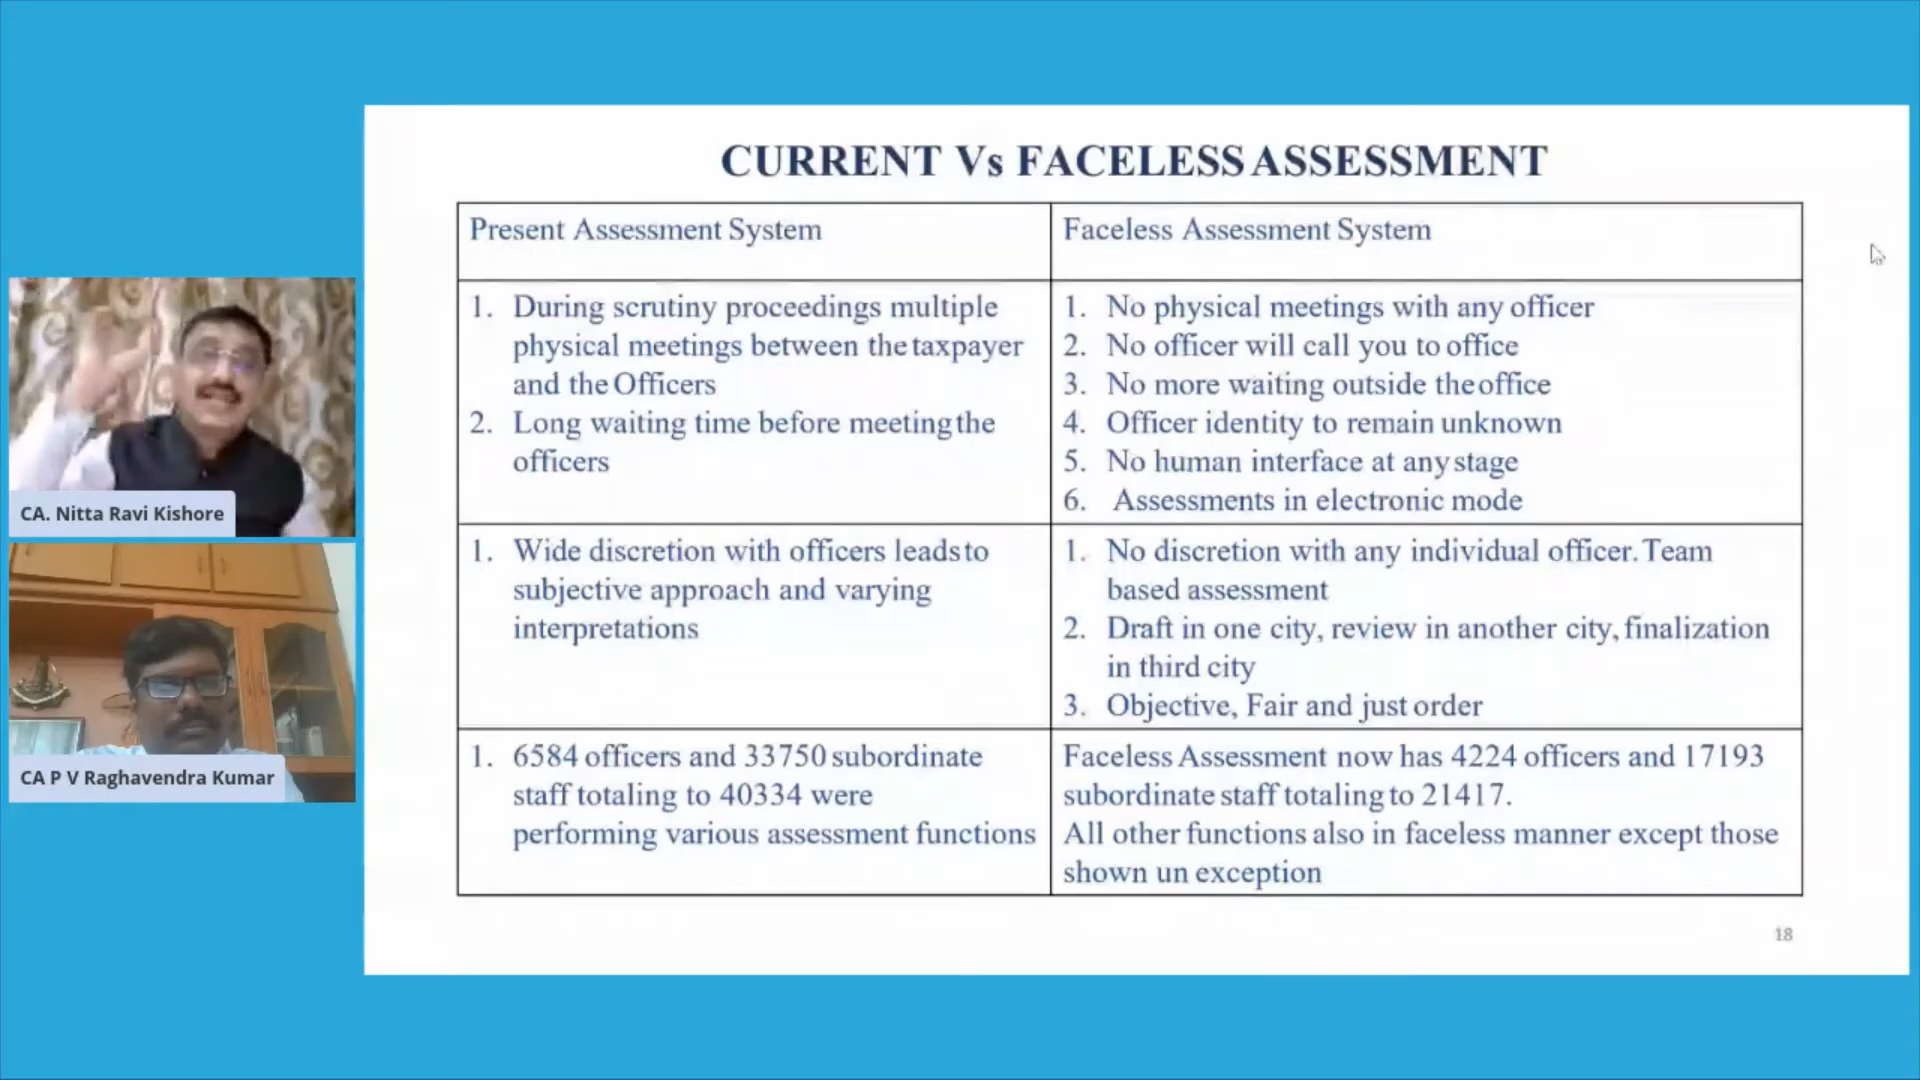 CURRENT Vs FACELESS ASSESSMENT
Present Assessment System
Faceless Assessment System
1. During scrutiny proceedings multiple
physical meetings between the taxpayer
and the Officers
2. Long waiting time before meeting the
officers
1. No physical meetings with any officer
2. No officer will call you to office
3. No more waiting outside the office
4. Officer identity to remain unknown
5. No human interface at any stage
6. Assessments in electronic mode
1. Wide discretion with officers leads to
subjective approach and varying
interpretations
1. No discretion with any individual officer. Team
based assessment
2. Draft in one city, review in another city, finalization
in third city
3. Objective, Fair and just order
1. 6584 officers and 33750 subordinate
staff totaling to 40334 were
performing various assessment functions
Faceless Assessment now has 4224 officers and 17193
subordinate staff totaling to 21417.
All other functions also in faceless manner except those
shown un exception
18
CA. Nitta Ravi Kishore
CA P V Raghavendra Kumar